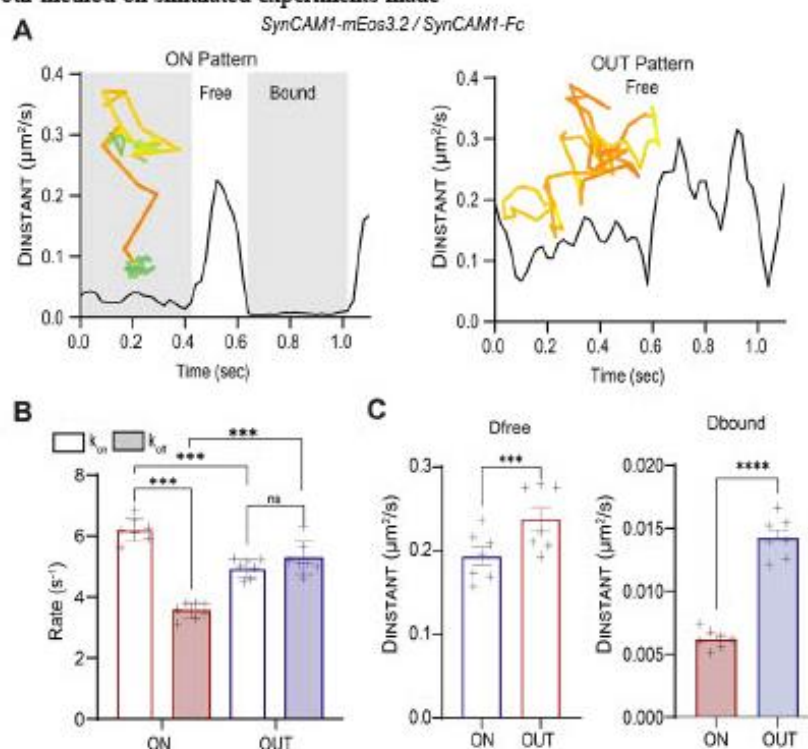 method on simulated experiments made
SynCAM1-mEos3.2 / SynCAM1-Fc
A
ON Pattern
Free
Bound
DINSTANT (µm²/s)
0.4
0.3
0.2
0.1
0.0
0.0 0.2 0.4 0.6 0.8 1.0
Time (sec)
OUT Pattern
Free
DINSTANT (µm²/s)
0.4
0.3
0.2
0.1
0.0
0.0 0.2 0.4 0.6 0.8 1.0
Time (sec)
B
kon koff
***
***
***
ns
Rate (s⁻¹)
8
6
4
2
0
ON OUT
C
Dfree
***
DINSTANT (µm²/s)
0.3
0.2
0.1
0.0
ON OUT
Dbound
****
DINSTANT (µm²/s)
0.020
0.015
0.010
0.005
0.000
ON OUT